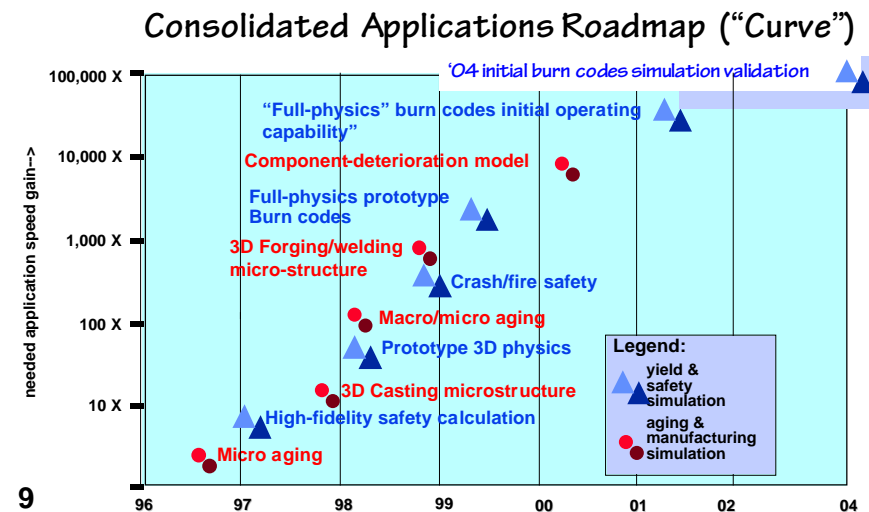 Consolidated Applications Roadmap (“Curve”)
‘04 initial burn codes simulation validation
100,000 X
“Full-physics” burn codes initial operating
capability”
10,000 X
Component-deterioration model
Full-physics prototype
Burn codes
1,000 X
3D Forging/welding
micro-structure
Crash/fire safety
100 X
Macro/micro aging
Prototype 3D physics
3D Casting microstructure
10 X
High-fidelity safety calculation
Micro aging
needed application speed gain-->
Legend:
yield &
safety
simulation
aging &
manufacturing
simulation
96 97 98 99 00 01 02 04
9